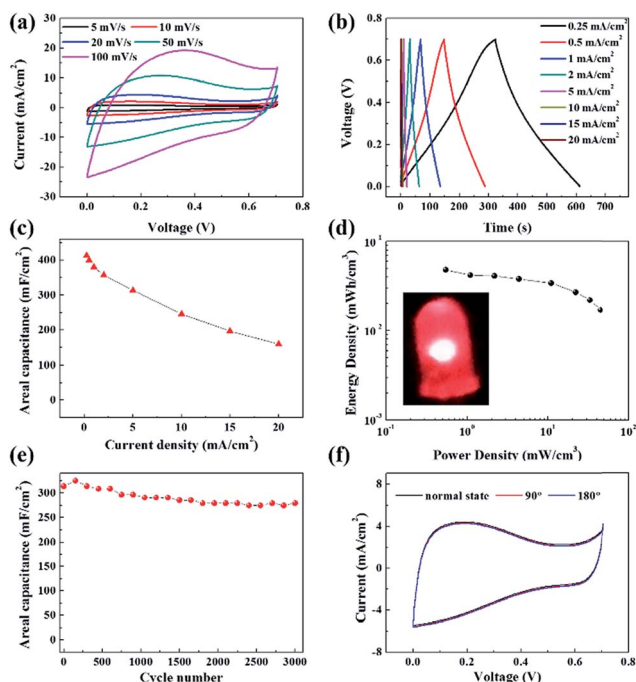 (a)
5 mV/s 10 mV/s
20 mV/s 50 mV/s
100 mV/s
Current (mA/cm²)
30
20
10
0
-10
-20
-30
0.0 0.2 0.4 0.6 0.8
Voltage (V)
(b)
0.25 mA/cm²
0.5 mA/cm²
1 mA/cm²
2 mA/cm²
5 mA/cm²
10 mA/cm²
15 mA/cm²
20 mA/cm²
Voltage (V)
0.8
0.6
0.4
0.2
0.0
0 100 200 300 400 500 600 700
Time (s)
(c)
Areal capacitance (mF/cm²)
400
300
200
100
0
0 5 10 15 20
Current density (mA/cm²)
(d)
Energy Density (mWh/cm³)
10⁻¹
10⁻²
10⁻³
10⁻¹ 10⁰ 10¹ 10²
Power Density (mW/cm³)
(e)
Areal capacitance (mF/cm²)
350
300
250
200
150
100
50
0
0 500 1000 1500 2000 2500 3000
Cycle number
(f)
normal state 90° 180°
Current (mA/cm²)
8
4
0
-4
-8
0.0 0.2 0.4 0.6 0.8
Voltage (V)